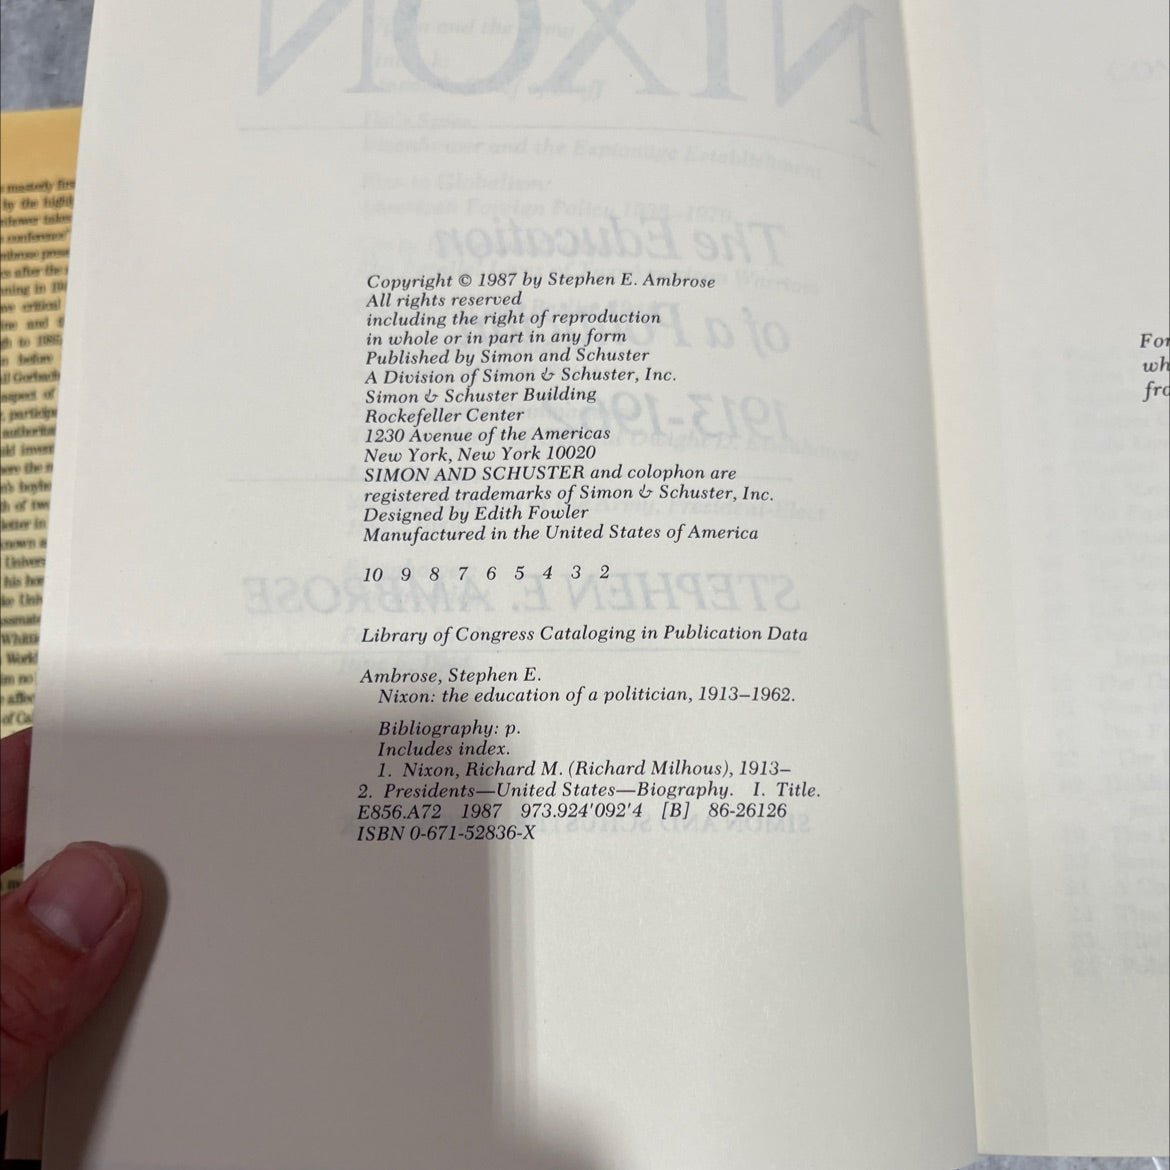 Copyright © 1987 by Stephen E. Ambrose
All rights reserved
including the right of reproduction
in whole or in part in any form
Published by Simon and Schuster
A Division of Simon & Schuster, Inc.
Simon & Schuster Building
Rockefeller Center
1230 Avenue of the Americas
New York, New York 10020
SIMON AND SCHUSTER and colophon are
registered trademarks of Simon & Schuster, Inc.
Designed by Edith Fowler
Manufactured in the United States of America
10 9 8 7 6 5 4 3 2
Library of Congress Cataloging in Publication Data
Ambrose, Stephen E.
Nixon: the education of a politician, 1913–1962.
Bibliography: p.
Includes index.
1. Nixon, Richard M. (Richard Milhous), 1913–
2. Presidents—United States—Biography. I. Title.
E856.A72 1987 973.924'092'4 [B] 86-26126
ISBN 0-671-52836-X